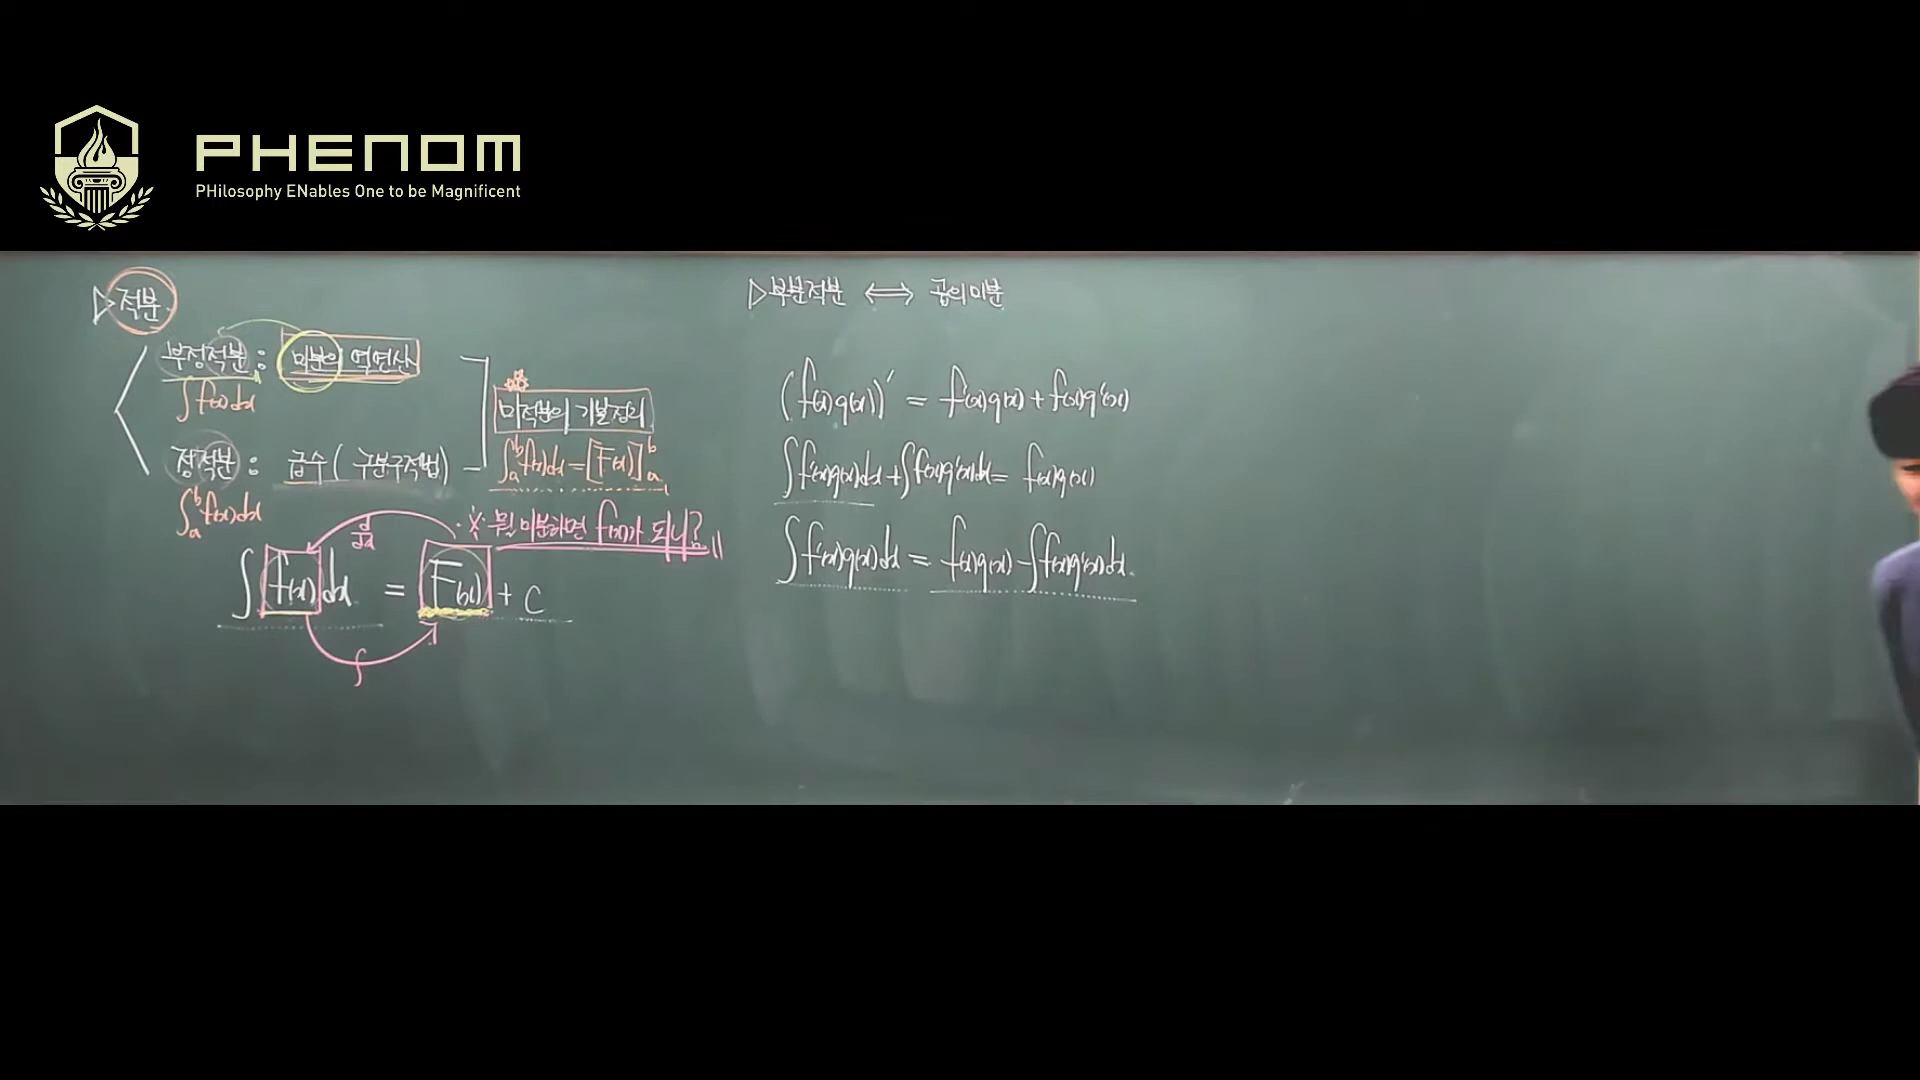 PHENOM
PHilosophy ENables One to be Magnificent
▷적분
부정적분 : 미분의 역연산
∫f(x)dx
정적분 : 급수 ( 구분구적법 )
∫ₐᵇf(x)dx
미적분의 기본정리
∫ₐᵇf(x)dx=[F(x)]ₐᵇ
※ 뭘 미분하면 f(x)가 되니?
d/dx
∫f(x)dx = F(x) + C
∫
▷부분적분 ⟺ 곱의미분
(f(x)g(x))′ = f′(x)g(x) + f(x)g′(x)
∫f′(x)g(x)dx+∫f(x)g′(x)dx= f(x)g(x)
∫f′(x)g(x)dx = f(x)g(x) - ∫f(x)g′(x)dx.